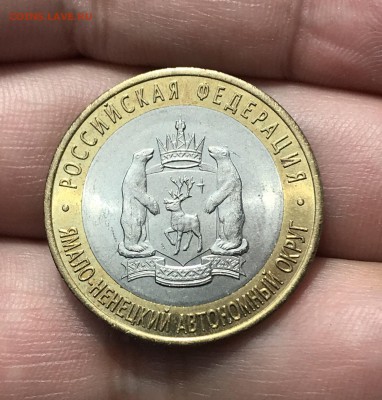 РОССИЙСКАЯ ФЕДЕРАЦИЯ
ЯМАЛО-НЕНЕЦКИЙ АВТОНОМНЫЙ ОКРУГ